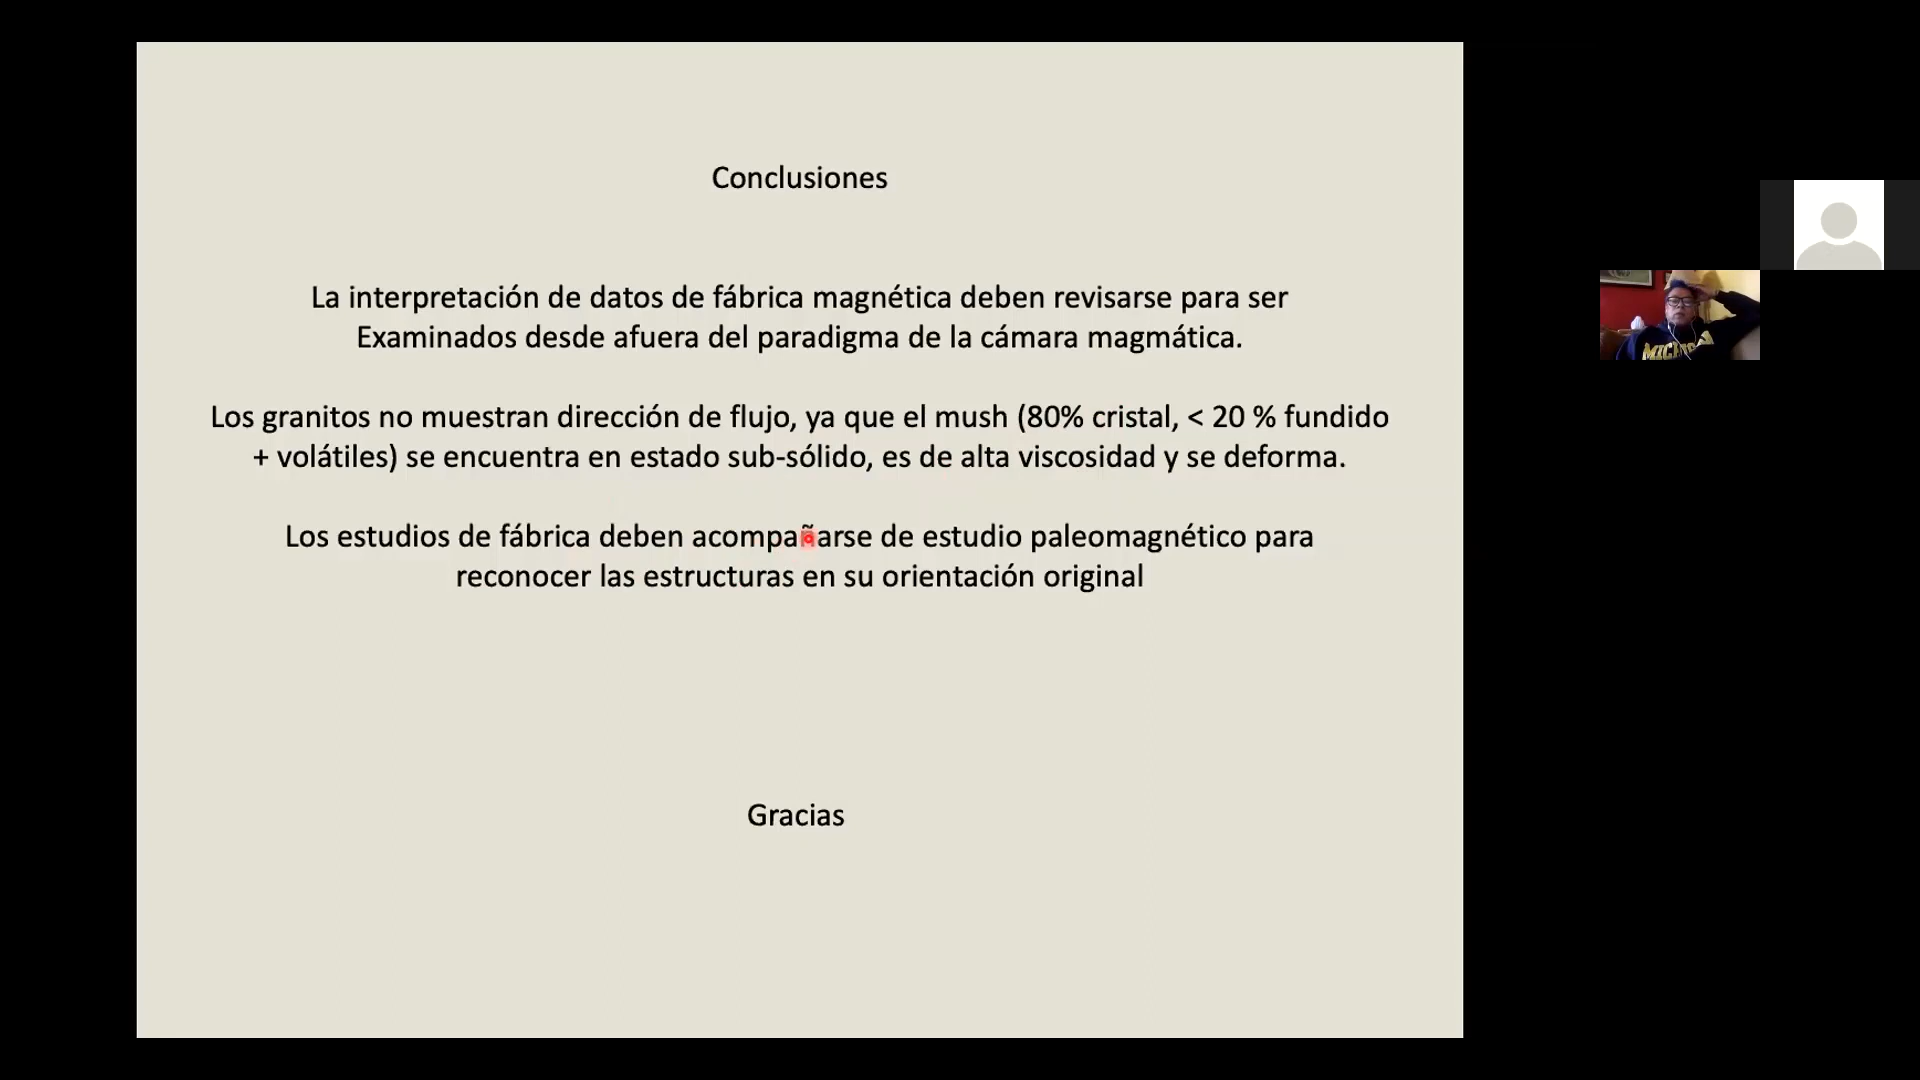 Conclusiones
La interpretación de datos de fábrica magnética deben revisarse para ser
Examinados desde afuera del paradigma de la cámara magmática.
Los granitos no muestran dirección de flujo, ya que el mush (80% cristal, < 20 % fundido
+ volátiles) se encuentra en estado sub-sólido, es de alta viscosidad y se deforma.
Los estudios de fábrica deben acompañarse de estudio paleomagnético para
reconocer las estructuras en su orientación original
Gracias